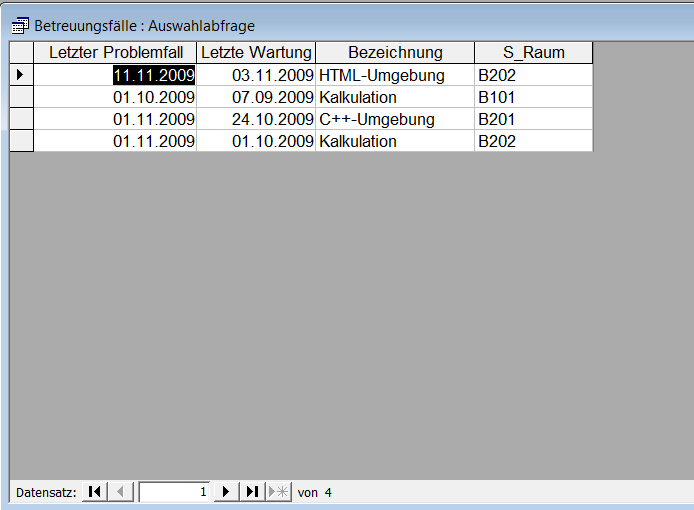 Betreuungsfälle : Auswahlabfrage
Letzter Problemfall Letzte Wartung Bezeichnung S_Raum
11.11.2009 03.11.2009 HTML-Umgebung B202
01.10.2009 07.09.2009 Kalkulation B101
01.11.2009 24.10.2009 C++-Umgebung B201
01.11.2009 01.10.2009 Kalkulation B202
Datensatz: 1 von 4